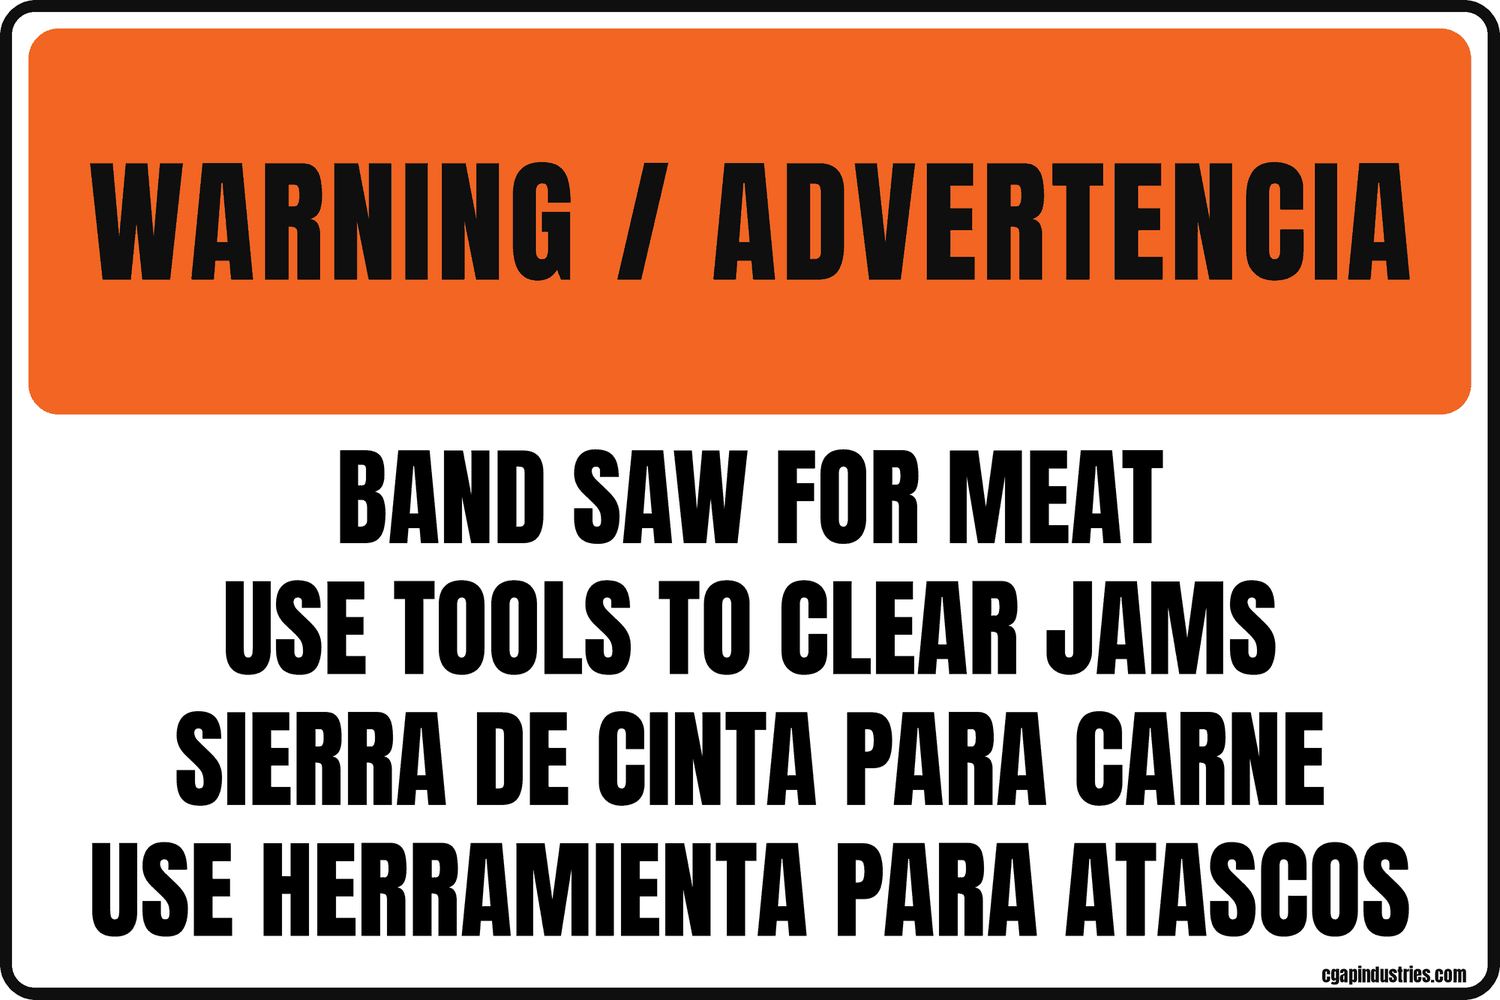 WARNING / ADVERTENCIA
BAND SAW FOR MEAT
USE TOOLS TO CLEAR JAMS
SIERRA DE CINTA PARA CARNE
USE HERRAMIENTA PARA ATASCOS
cgapindustries.com